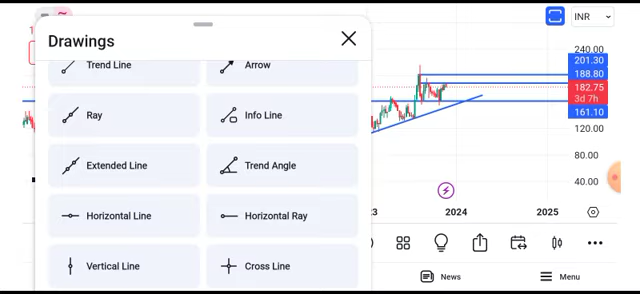 Drawings
Trend Line
Arrow
Ray
Info Line
Extended Line
Trend Angle
Horizontal Line
Horizontal Ray
Vertical Line
Cross Line
INR
240.00
201.30
188.80
182.75
3d 7h
161.10
120.00
80.00
40.00
2024
2025
News
Menu